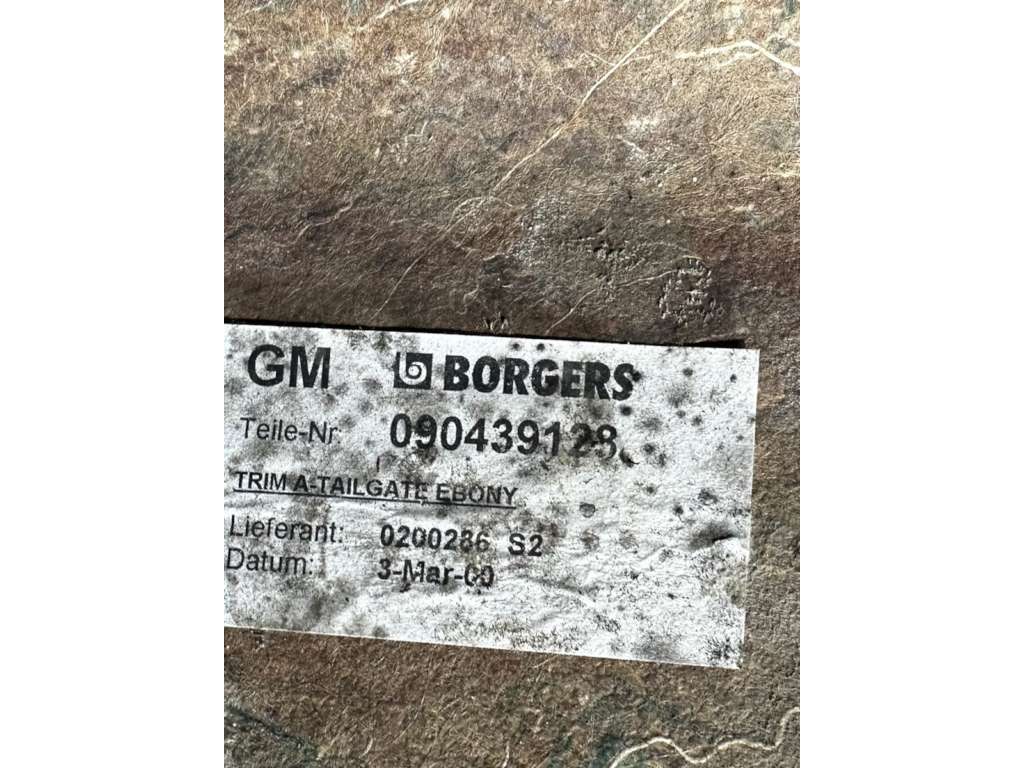 GM BORGERS
Teile-Nr. 090439128
TRIM A-TAILGATE EBONY
Lieferant: 0200286 S2
Datum: 3-Mar-00